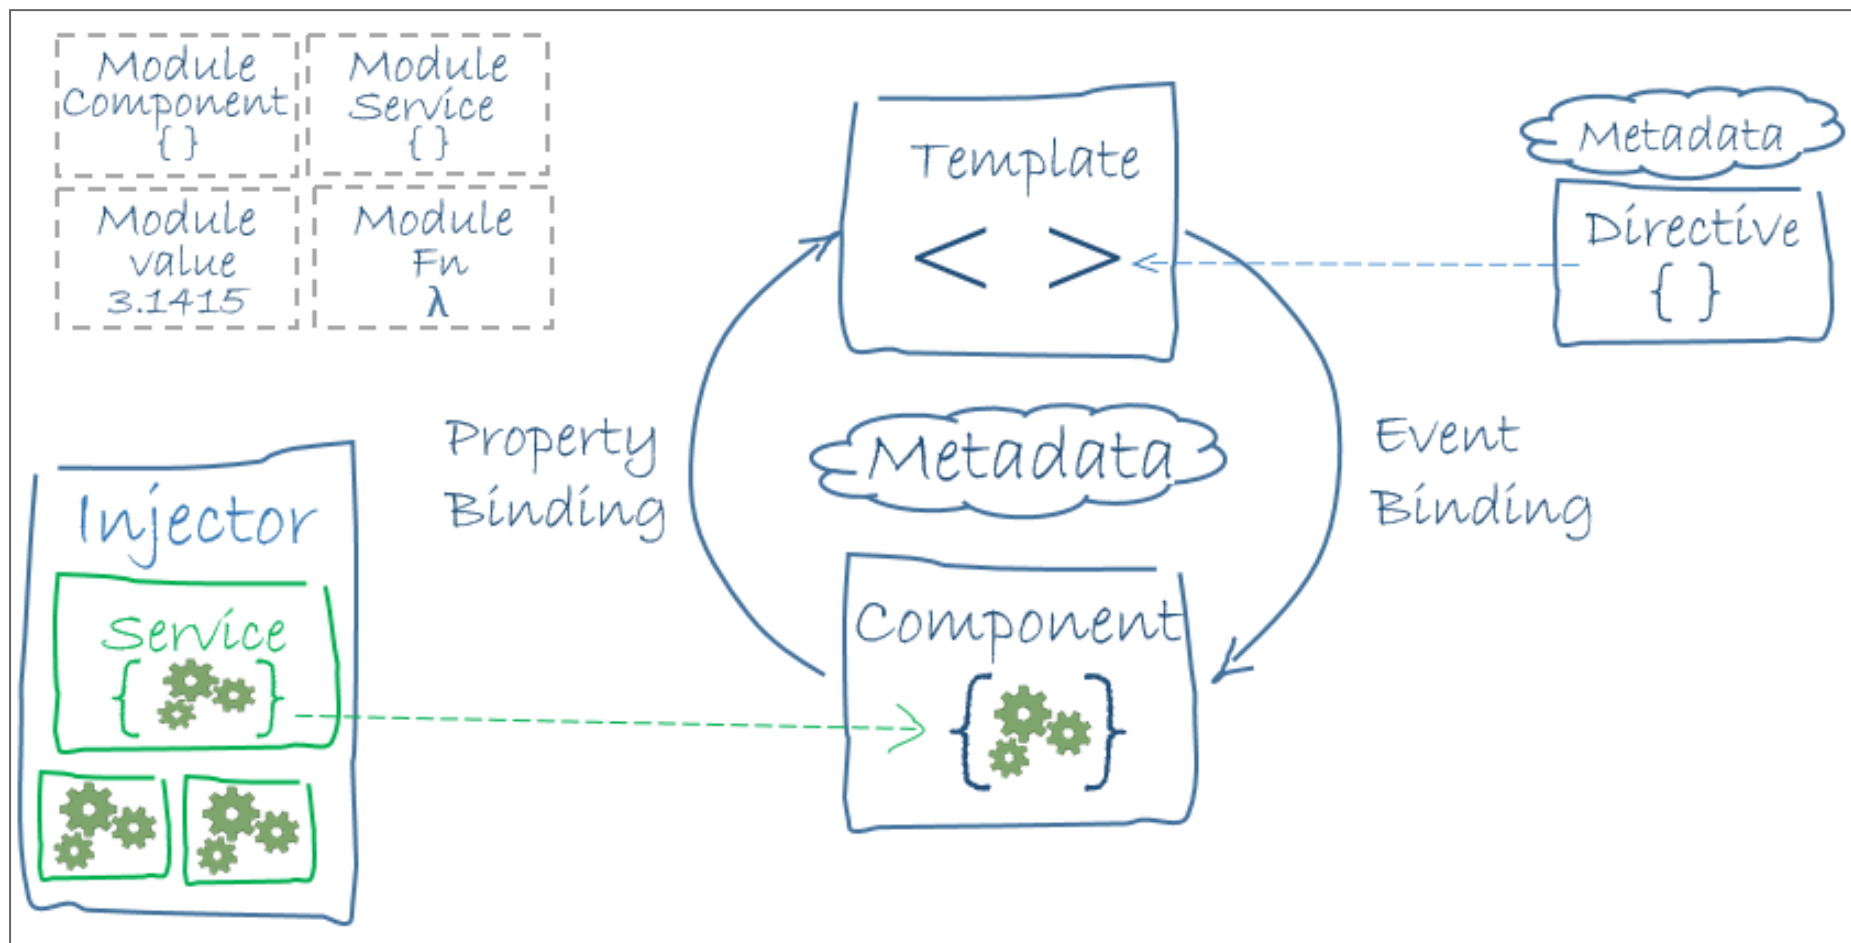 Module
Component
{ }
Module
Service
{ }
Module
value
3.1415
Module
Fn
λ
Template
< >
Metadata
Directive
{ }
Property
Binding
Metadata
Event
Binding
Injector
Service
{ }
Component
{ }